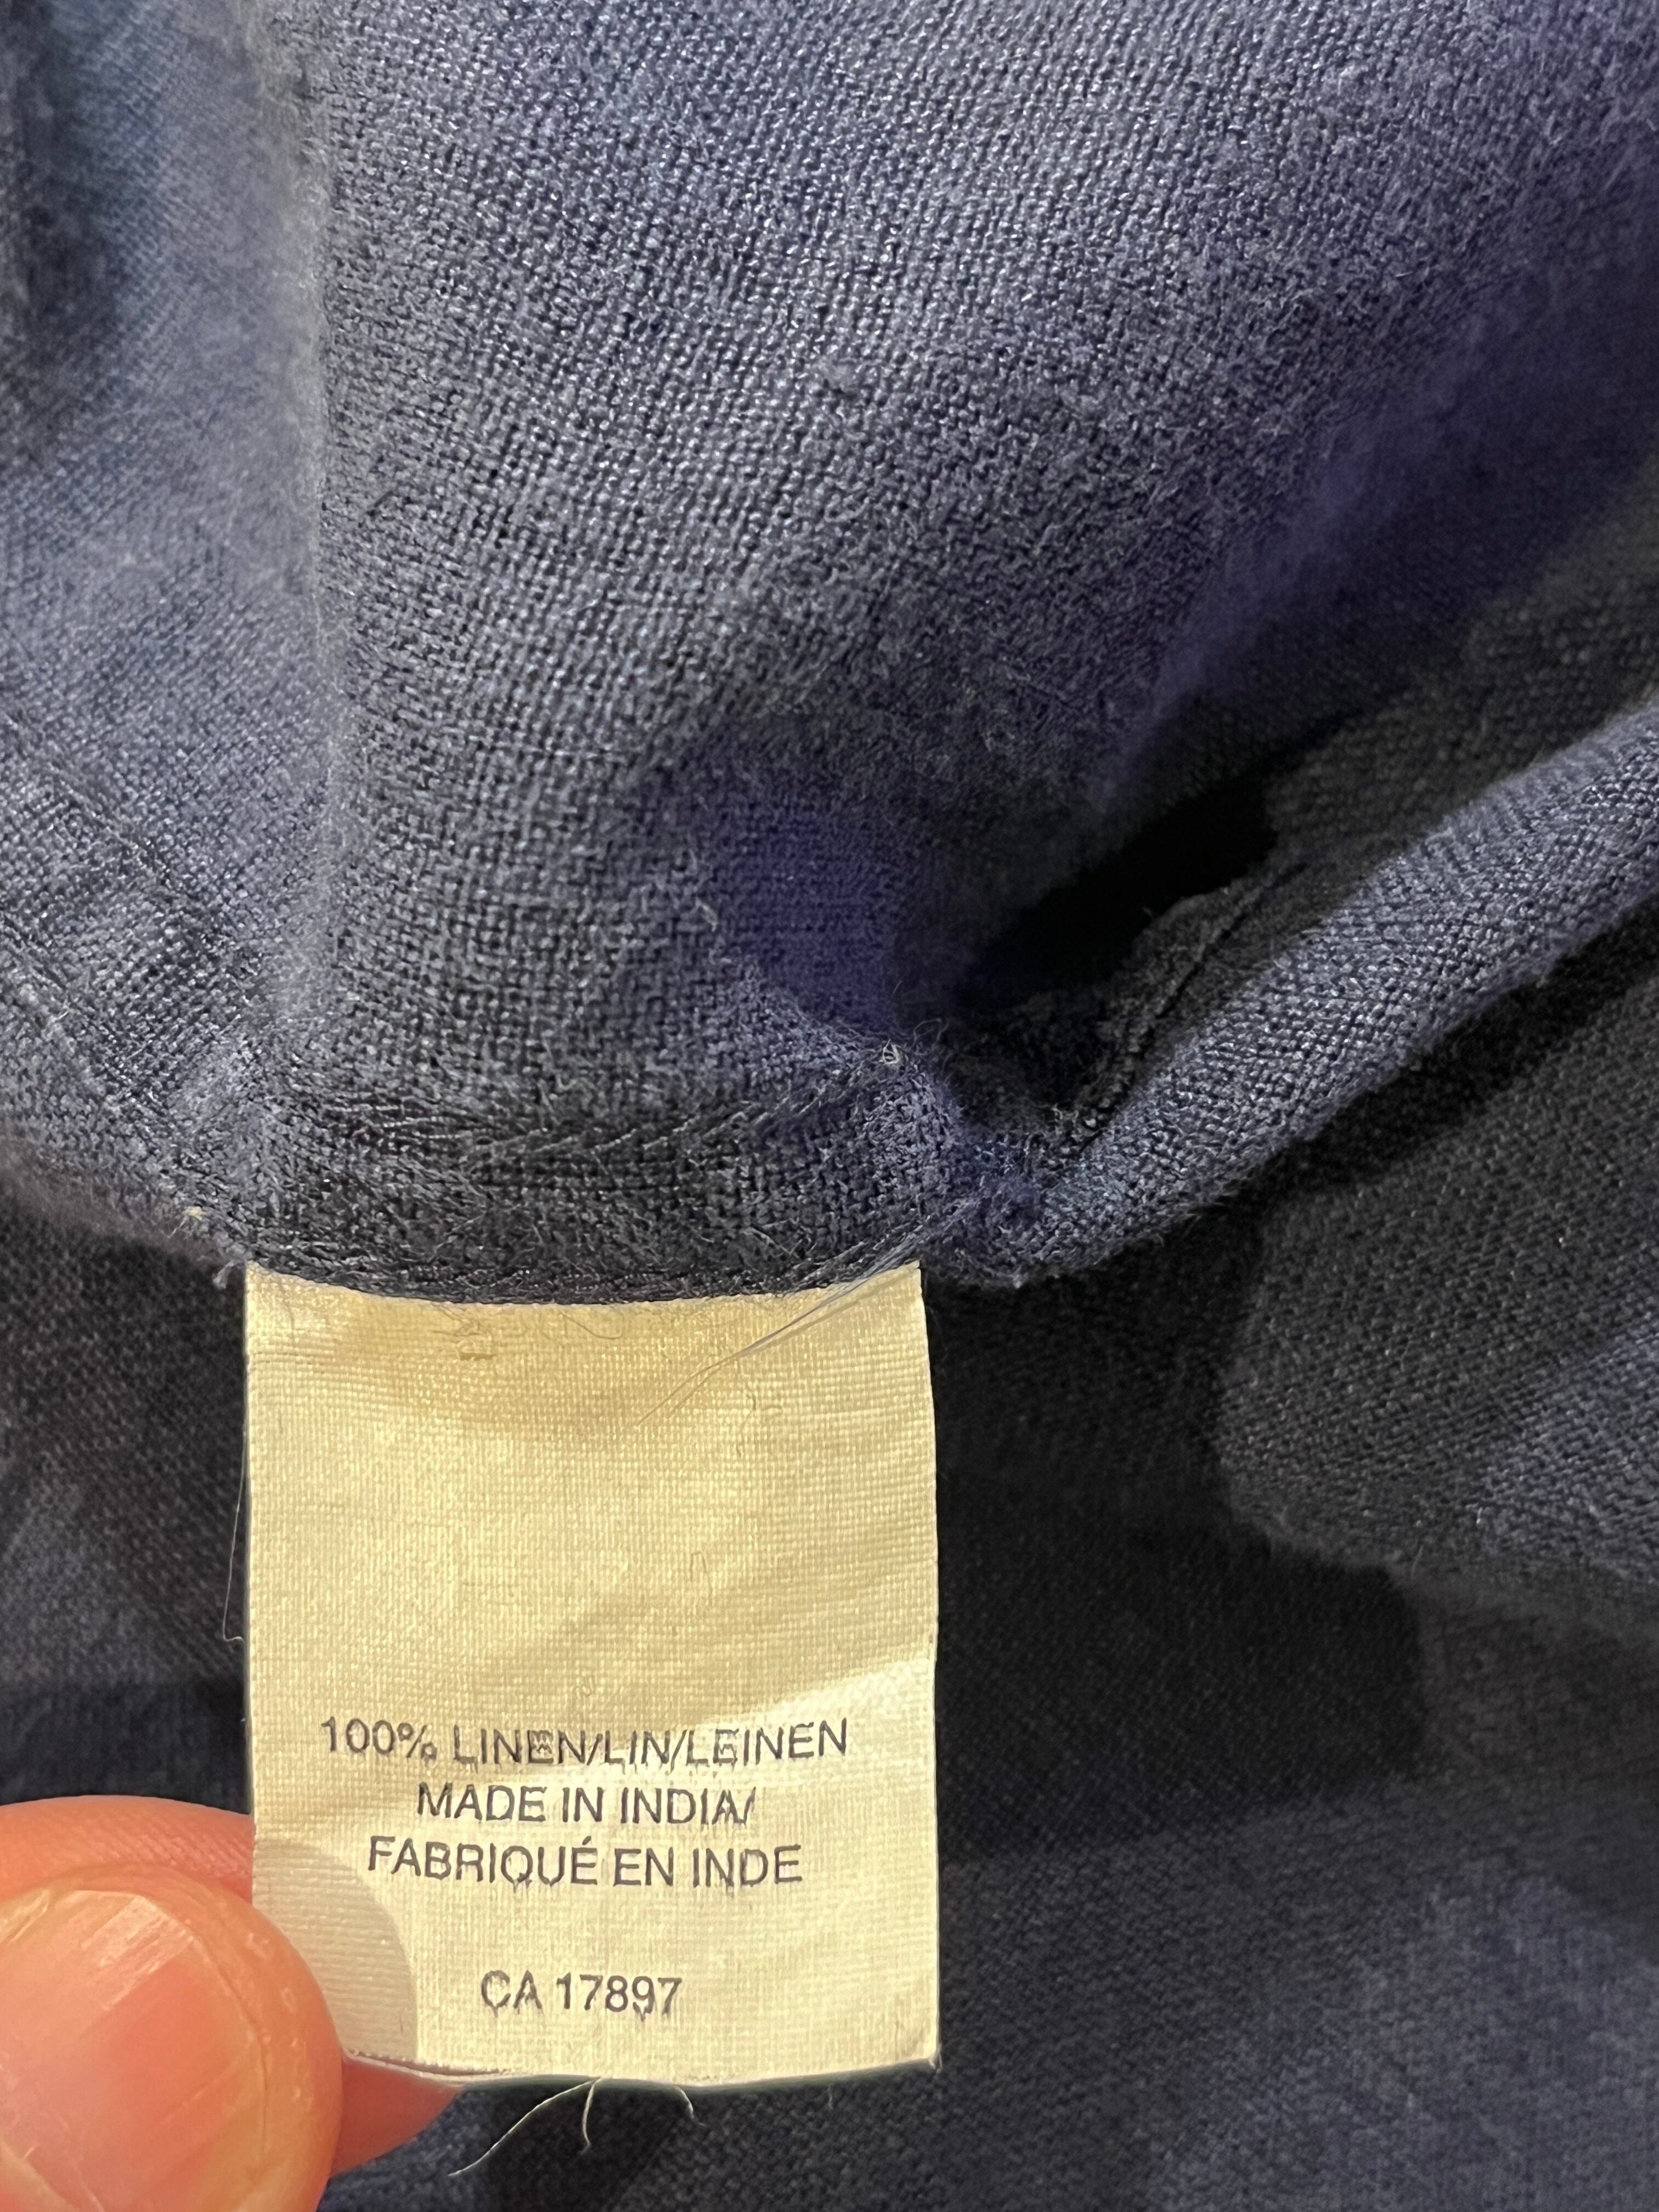 100% LINEN/LIN/LEINEN
MADE IN INDIA/
FABRIQUÉ EN INDE
CA 17897